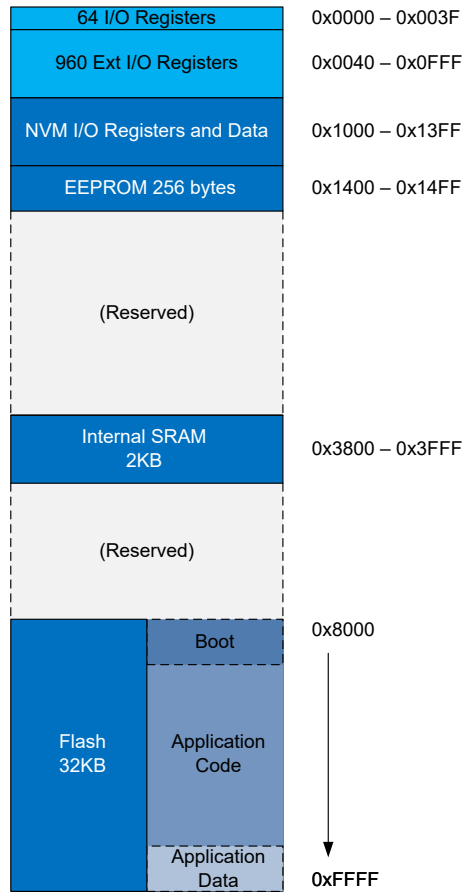 64 I/O Registers 0x0000 – 0x003F
960 Ext I/O Registers 0x0040 – 0x0FFF
NVM I/O Registers and Data 0x1000 – 0x13FF
EEPROM 256 bytes 0x1400 – 0x14FF
(Reserved)
Internal SRAM
2KB
0x3800 – 0x3FFF
(Reserved)
Boot
0x8000
Flash
32KB
Application
Code
Application
Data
0xFFFF